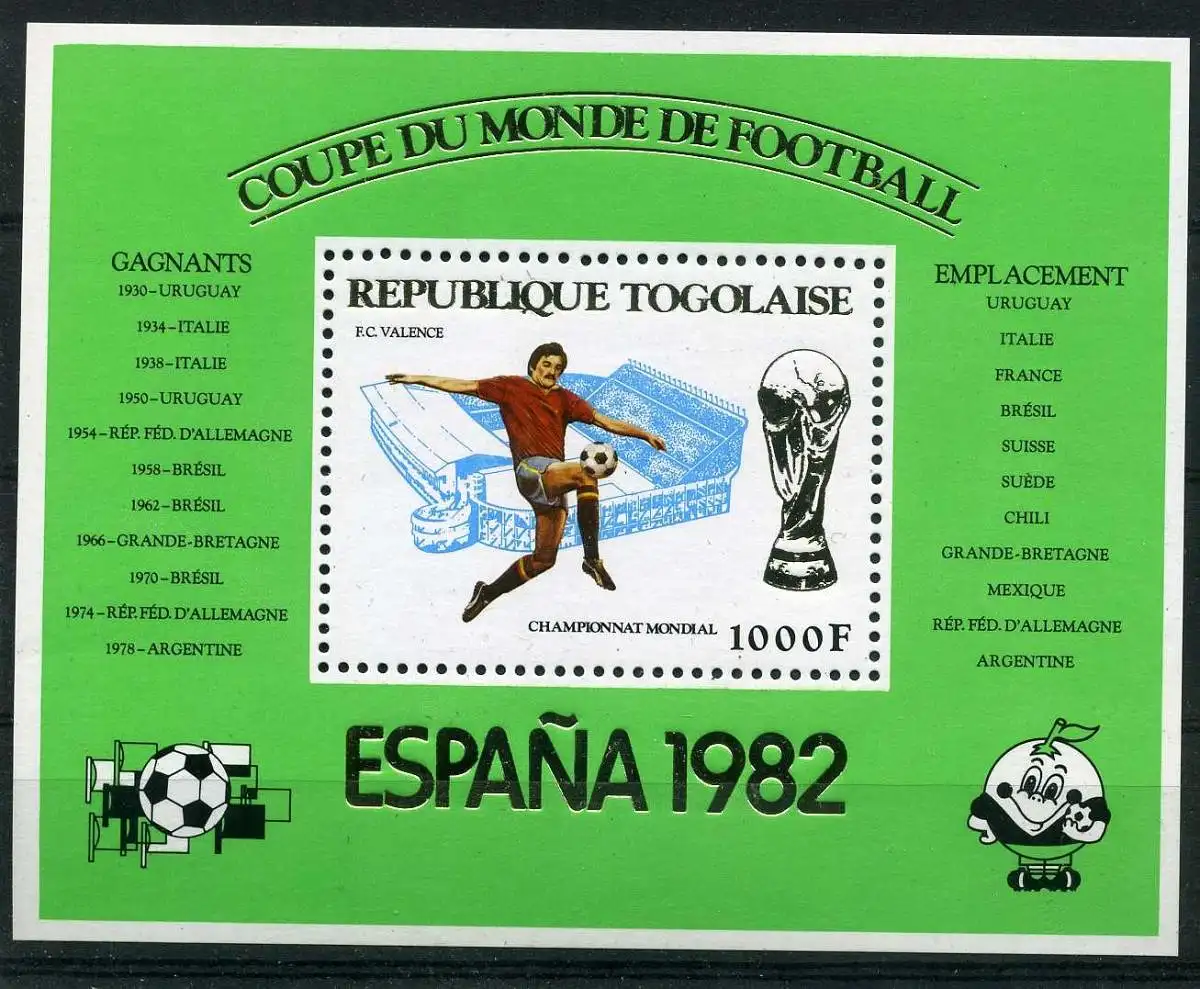 COUPE DU MONDE DE FOOTBALL
GAGNANTS
1930-URUGUAY
1934-ITALIE
1938-ITALIE
1950-URUGUAY
1954-RÉP. FÉD. D'ALLEMAGNE
1958-BRÉSIL
1962-BRÉSIL
1966-GRANDE-BRETAGNE
1970-BRÉSIL
1974-RÉP. FÉD. D'ALLEMAGNE
1978-ARGENTINE
REPUBLIQUE TOGOLAISE
F.C. VALENCE
CHAMPIONNAT MONDIAL 1000F
EMPLACEMENT
URUGUAY
ITALIE
FRANCE
BRÉSIL
SUISSE
SUÈDE
CHILI
GRANDE-BRETAGNE
MEXIQUE
RÉP. FÉD. D'ALLEMAGNE
ARGENTINE
ESPAÑA 1982